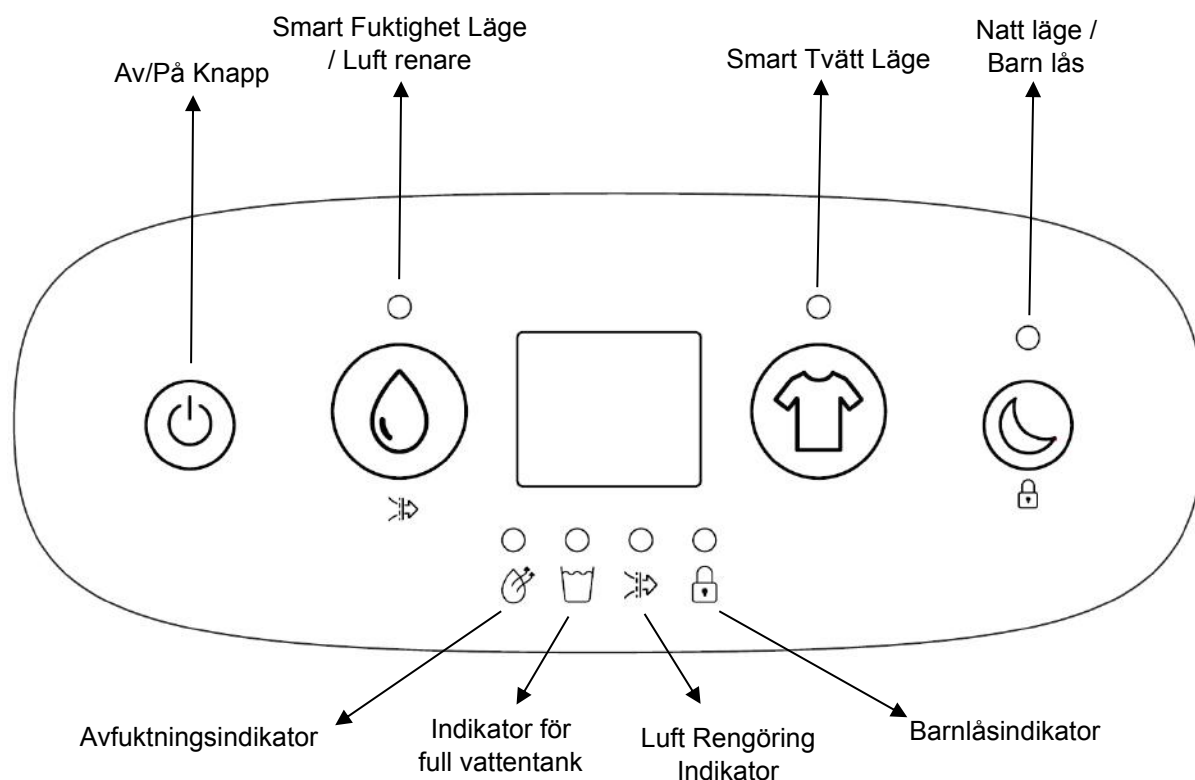 Av/På Knapp
Smart Fuktighet Läge
/ Luft renare
Smart Tvätt Läge
Natt läge /
Barn lås
Avfuktningsindikator
Indikator för
full vattentank
Luft Rengöring
Indikator
Barnlåsindikator